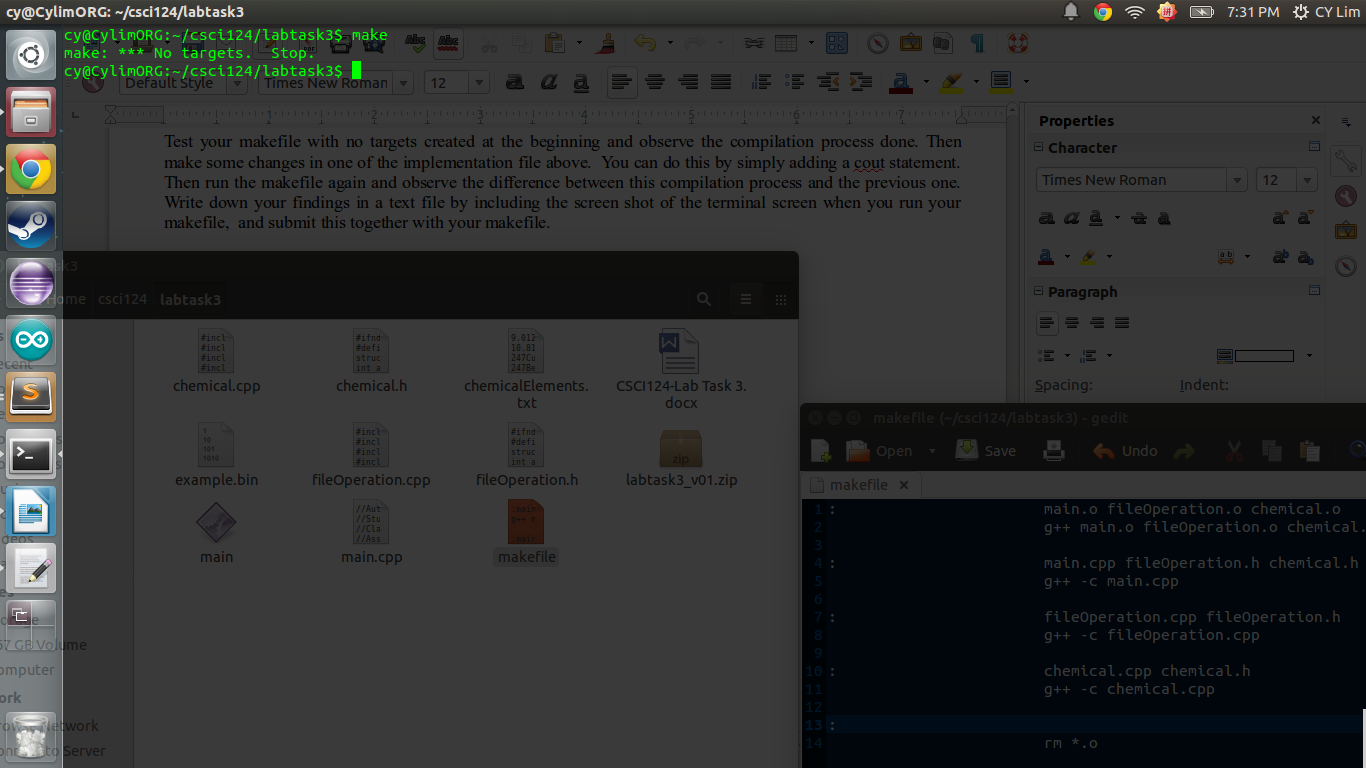 cy@CylimORG: ~/csci124/labtask3
7:31 PM
CY Lim
cy@CylimORG:~/csci124/labtask3$ make
make: *** No targets.  Stop.
cy@CylimORG:~/csci124/labtask3$
Default Style
Times New Roman
12
1 1 2 3 4 5 6 7
Test your makefile with no targets created at the beginning and observe the compilation process done. Then
make some changes in one of the implementation file above.  You can do this by simply adding a cout statement.
Then run the makefile again and observe the difference between this compilation process and the previous one.
Write down your findings in a text file by including the screen shot of the terminal screen when you run your
makefile,  and submit this together with your makefile.
Properties
Character
Times New Roman
12
Paragraph
Spacing:
Indent:
Home
csci124
labtask3
chemical.cpp
chemical.h
chemicalElements.
txt
CSCI124-Lab Task 3.
docx
example.bin
fileOperation.cpp
fileOperation.h
labtask3_v01.zip
main
main.cpp
makefile
57 GB Volume
omputer
ork
rowse Network
onnect to Server
makefile (~/csci124/labtask3) - gedit
Open
Save
Undo
makefile
1 : main.o fileOperation.o chemical.o
2 g++ main.o fileOperation.o chemical.
3
4 : main.cpp fileOperation.h chemical.h
5 g++ -c main.cpp
6
7 : fileOperation.cpp fileOperation.h
8 g++ -c fileOperation.cpp
9
10 : chemical.cpp chemical.h
11 g++ -c chemical.cpp
12
13 :
14 rm *.o